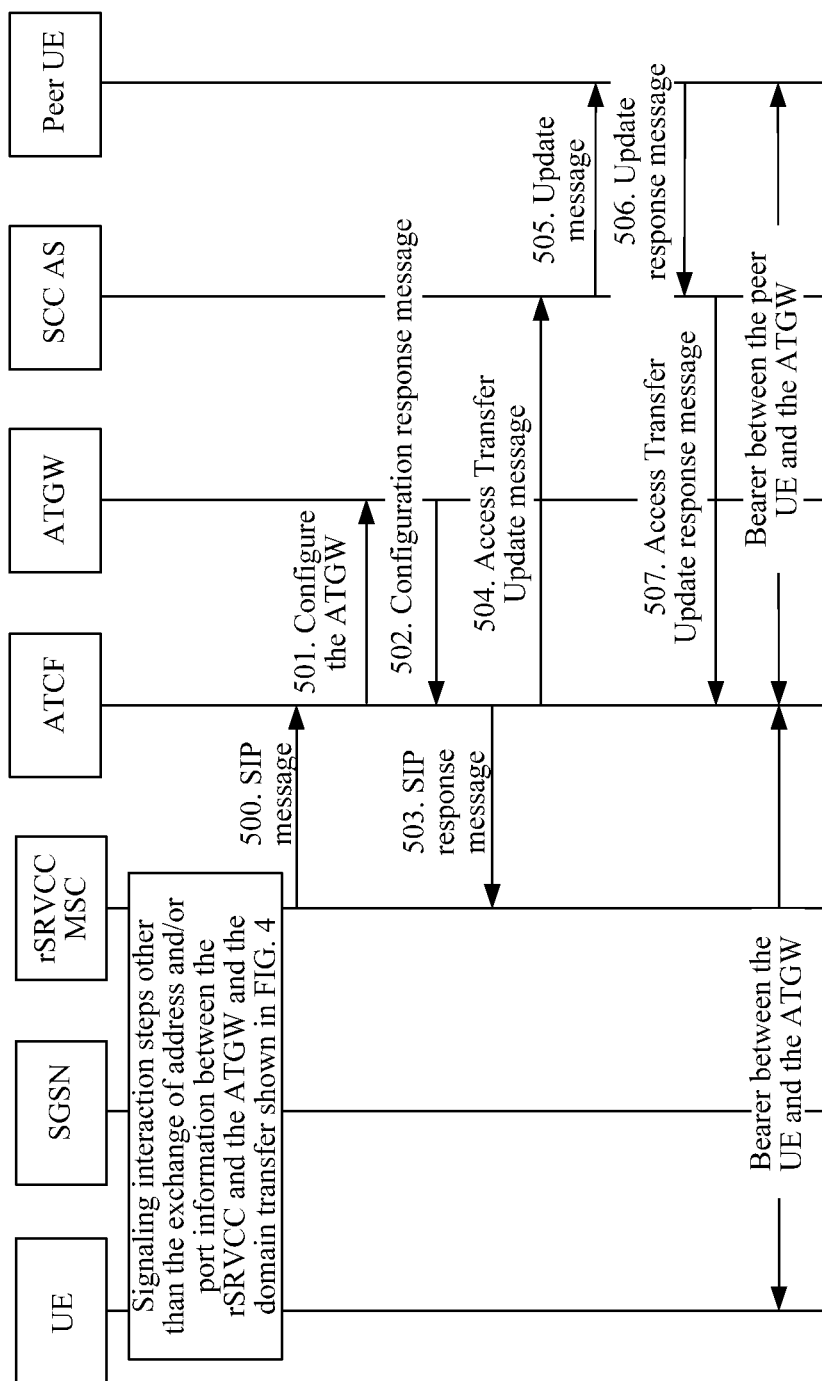 UE
SGSN
rSRVCC
MSC
ATCF
ATGW
SCC AS
Peer UE
Signaling interaction steps other
than the exchange of address and/or
port information between the
rSRVCC and the ATGW and the
domain transfer shown in FIG. 4
500. SIP
message
501. Configure
the ATGW
502. Configuration response message
503. SIP
response
message
504. Access Transfer
Update message
505. Update
message
506. Update
response message
507. Access Transfer
Update response message
Bearer between the
UE and the ATGW
Bearer between the peer
UE and the ATGW